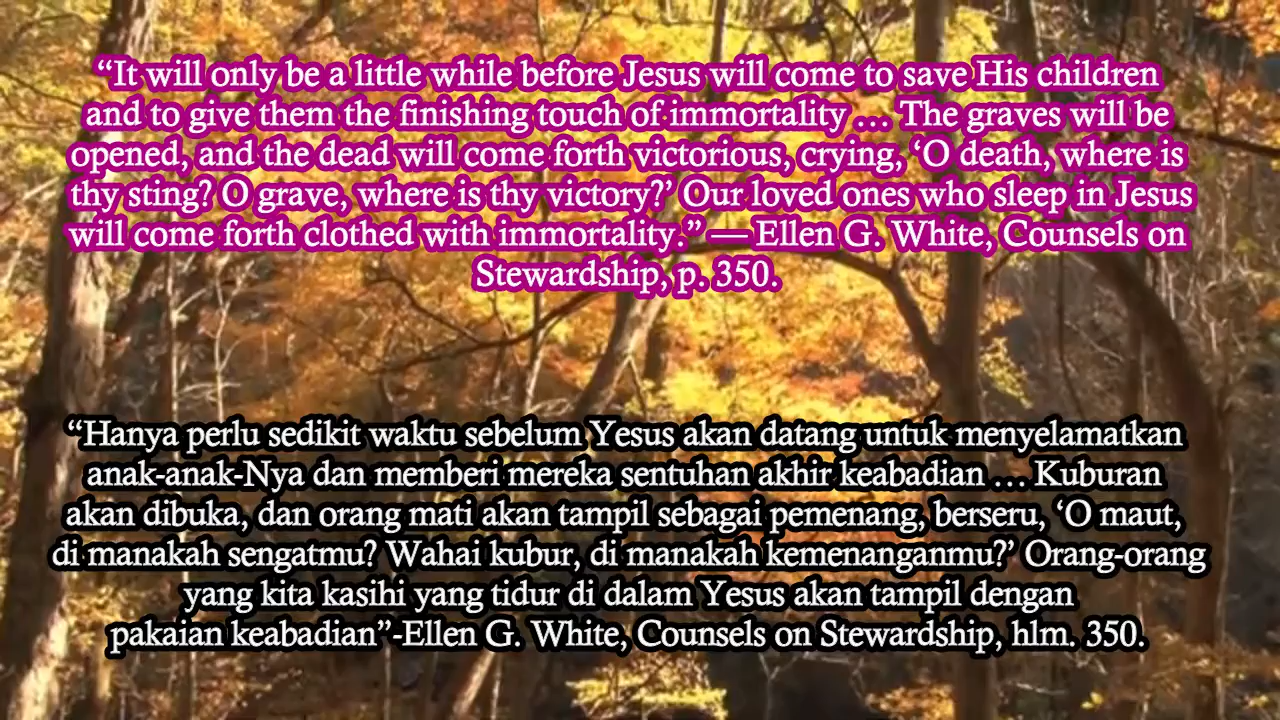 “It will only be a little while before Jesus will come to save His children
and to give them the finishing touch of immortality … The graves will be
opened, and the dead will come forth victorious, crying, ‘O death, where is
thy sting? O grave, where is thy victory?’ Our loved ones who sleep in Jesus
will come forth clothed with immortality.” — Ellen G. White, Counsels on
Stewardship, p. 350.
“Hanya perlu sedikit waktu sebelum Yesus akan datang untuk menyelamatkan
anak-anak-Nya dan memberi mereka sentuhan akhir keabadian … Kuburan
akan dibuka, dan orang mati akan tampil sebagai pemenang, berseru, ‘O maut,
di manakah sengatmu? Wahai kubur, di manakah kemenanganmu?’ Orang-orang
yang kita kasihi yang tidur di dalam Yesus akan tampil dengan
pakaian keabadian”-Ellen G. White, Counsels on Stewardship, hlm. 350.